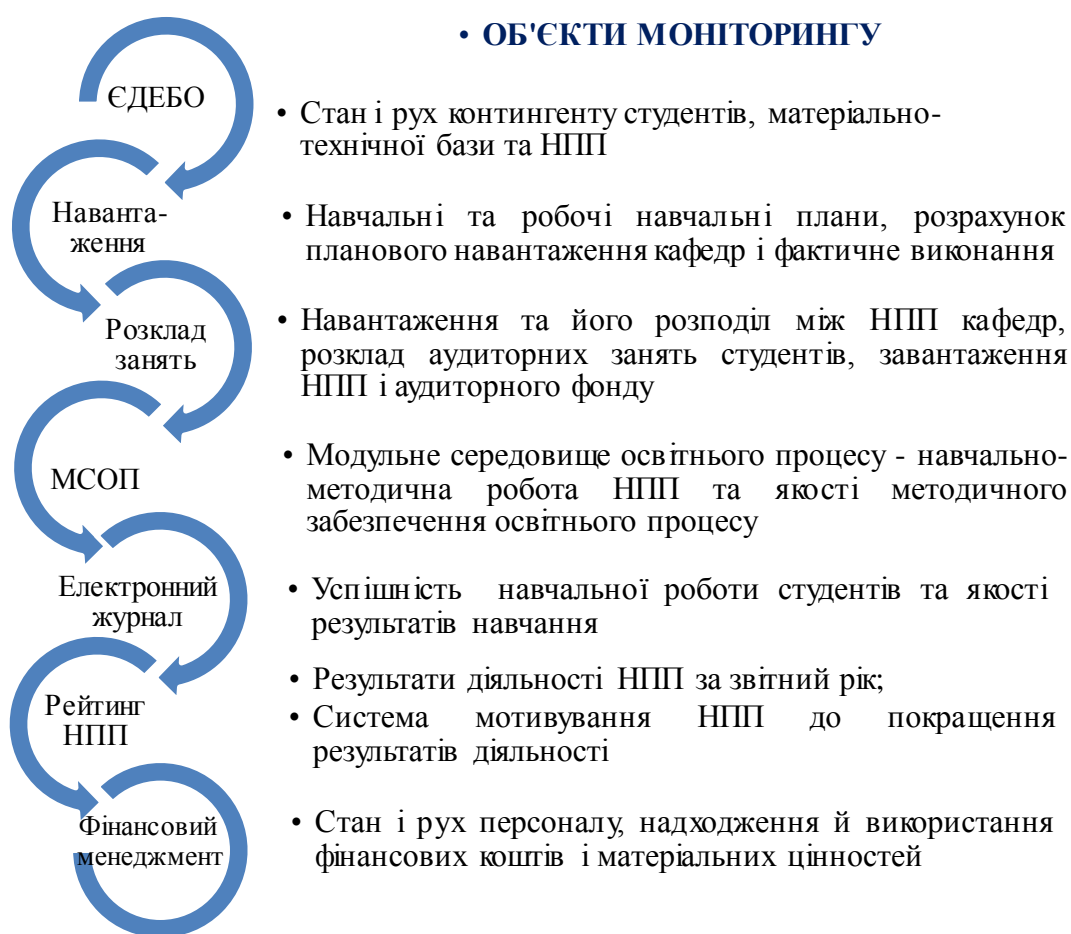 • ОБ'ЄКТИ МОНІТОРИНГУ
ЄДЕБО
• Стан і рух контингенту студентів, матеріально-
технічної бази та НПП
Наванта-
ження
• Навчальні та робочі навчальні плани, розрахунок
планового навантаження кафедр і фактичне виконання
Розклад
занять
• Навантаження та його розподіл між НПП кафедр,
розклад аудиторних занять студентів, завантаження
НПП і аудиторного фонду
МСОП
• Модульне середовище освітнього процесу - навчально-
методична робота НПП та якості методичного
забезпечення освітнього процесу
Електронний
журнал
• Успішність навчальної роботи студентів та якості
результатів навчання
Рейтинг
НПП
• Результати діяльності НПП за звітний рік;
• Система мотивування НПП до покращення
результатів діяльності
Фінансовий
менеджмент
• Стан і рух персоналу, надходження й використання
фінансових коштів і матеріальних цінностей